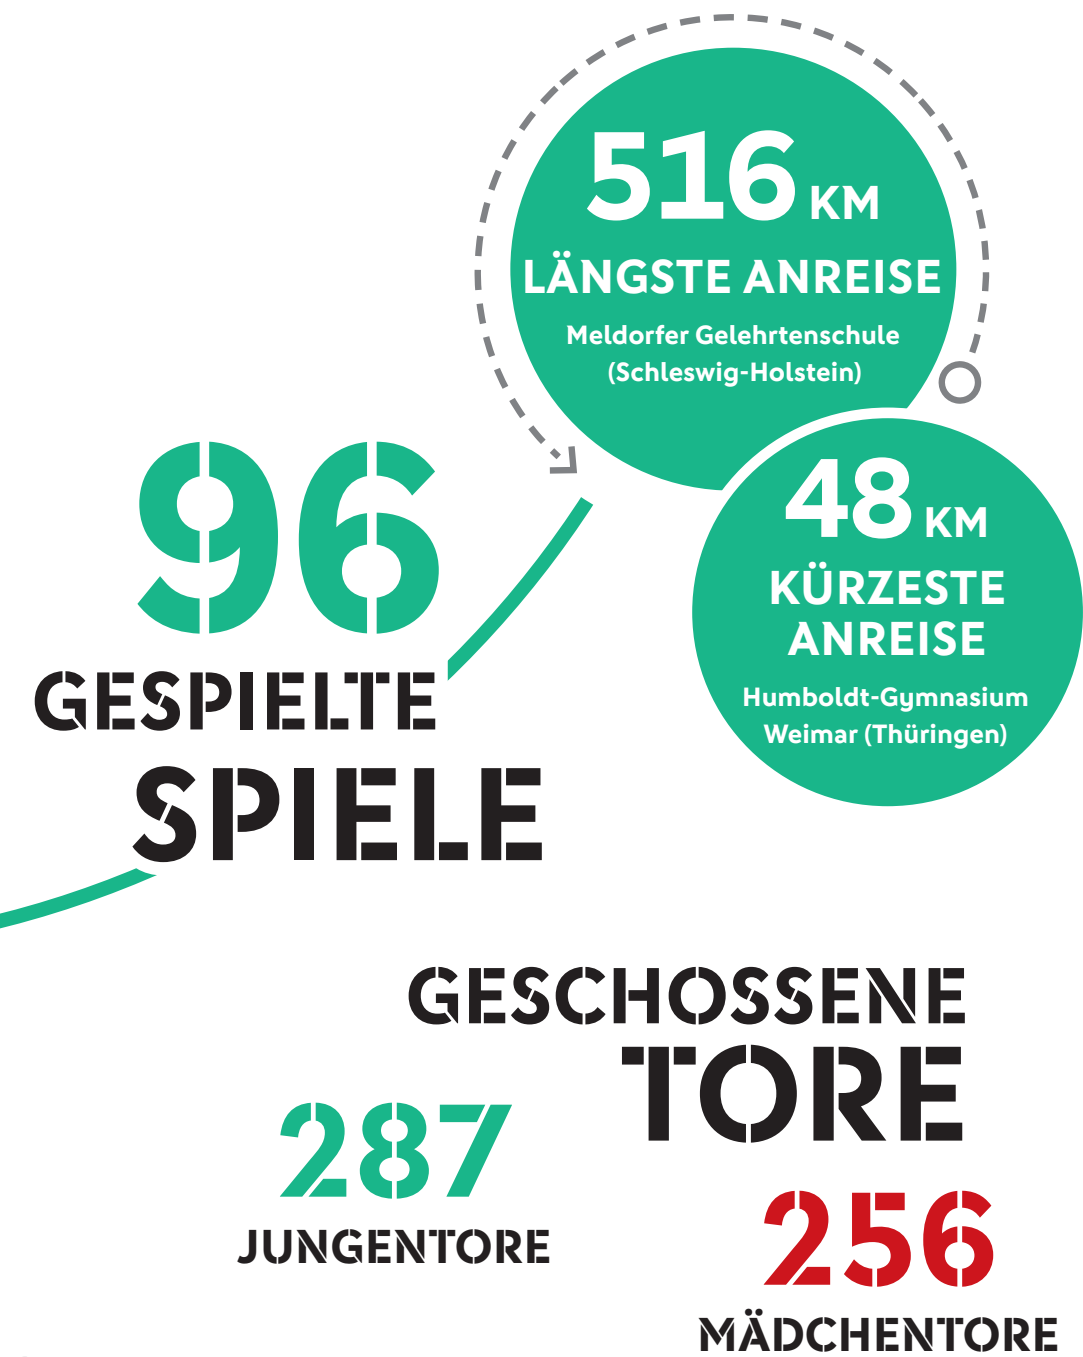 516 KM
LÄNGSTE ANREISE
Meldorfer Gelehrtenschule
(Schleswig-Holstein)
48 KM
KÜRZESTE
ANREISE
Humboldt-Gymnasium
Weimar (Thüringen)
96
GESPIELTE
SPIELE
GESCHOSSENE
TORE
287
JUNGENTORE
256
MÄDCHENTORE